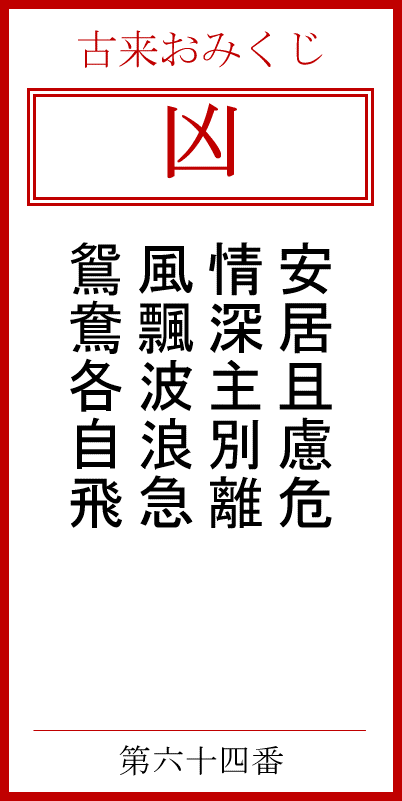 古来おみくじ
凶
安居且慮危
情深主別離
風飄波浪急
鴛鴦各自飛
第六十四番